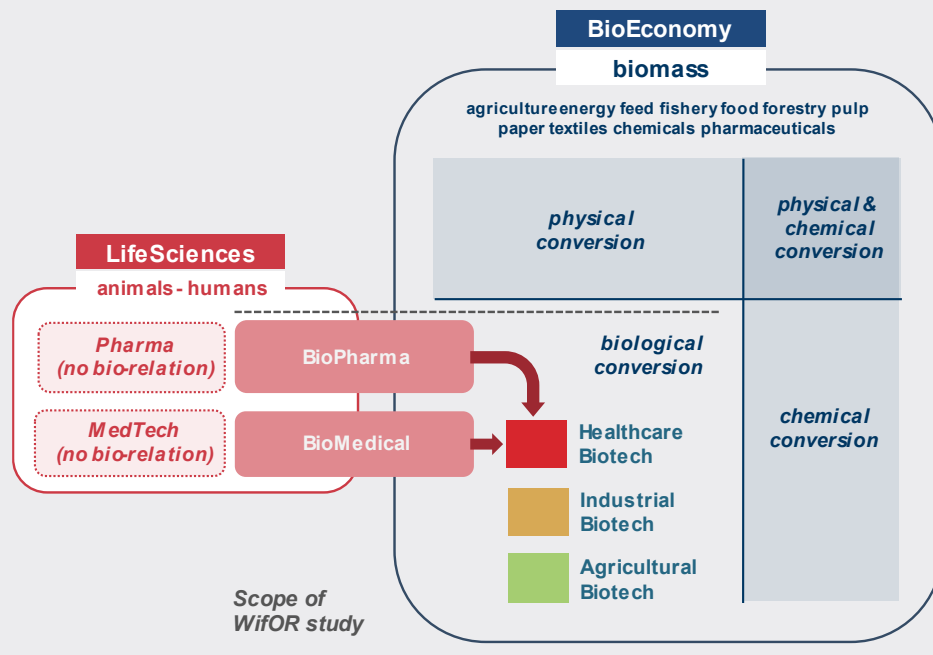 BioEconomy
biomass
agriculture energy feed fishery food forestry pulp
paper textiles chemicals pharmaceuticals
physical
conversion
physical &
chemical
conversion
LifeSciences
animals - humans
Pharma
(no bio-relation)
BioPharma
biological
conversion
MedTech
(no bio-relation)
BioMedical
Healthcare
Biotech
chemical
conversion
Industrial
Biotech
Agricultural
Biotech
Scope of
WifOR study